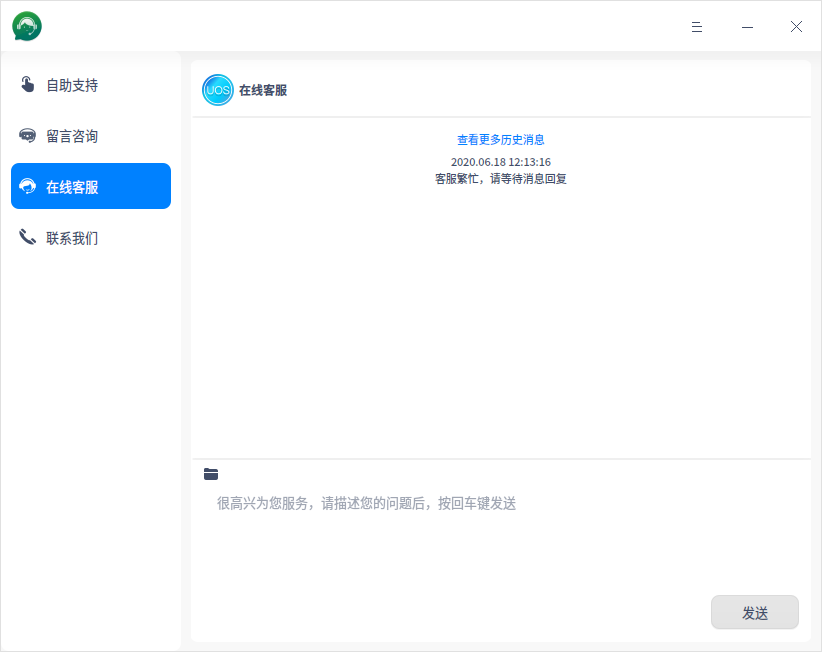 自助支持
留言咨询
在线客服
联系我们
UOS 在线客服
查看更多历史消息
2020.06.18 12:13:16
客服繁忙，请等待消息回复
很高兴为您服务，请描述您的问题后，按回车键发送
发送